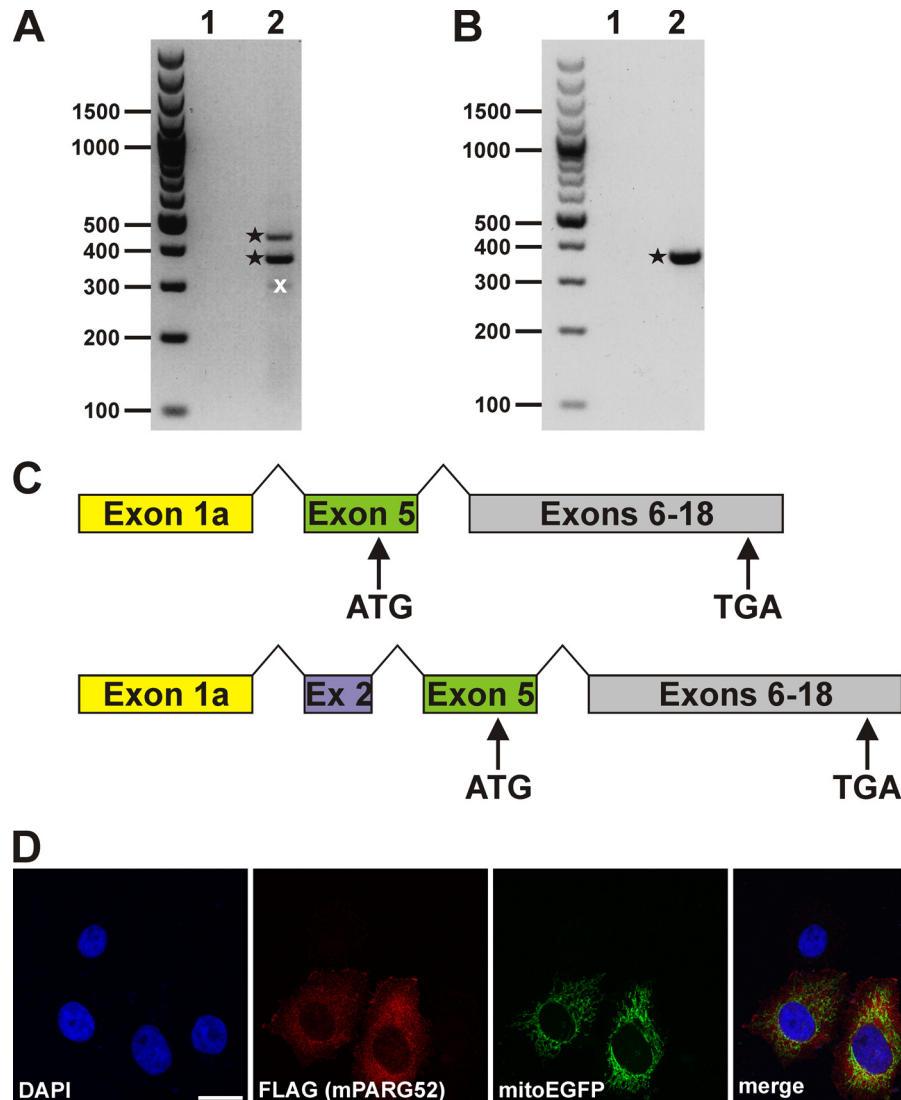 A 1 2 B 1 2
1500
1000
500
400
300
200
100
x
1500
1000
500
400
300
200
100
C
Exon 1a Exon 5 Exons 6-18
ATG TGA
Exon 1a Ex 2 Exon 5 Exons 6-18
ATG TGA
D
DAPI FLAG (mPARG52) mitoEGFP merge